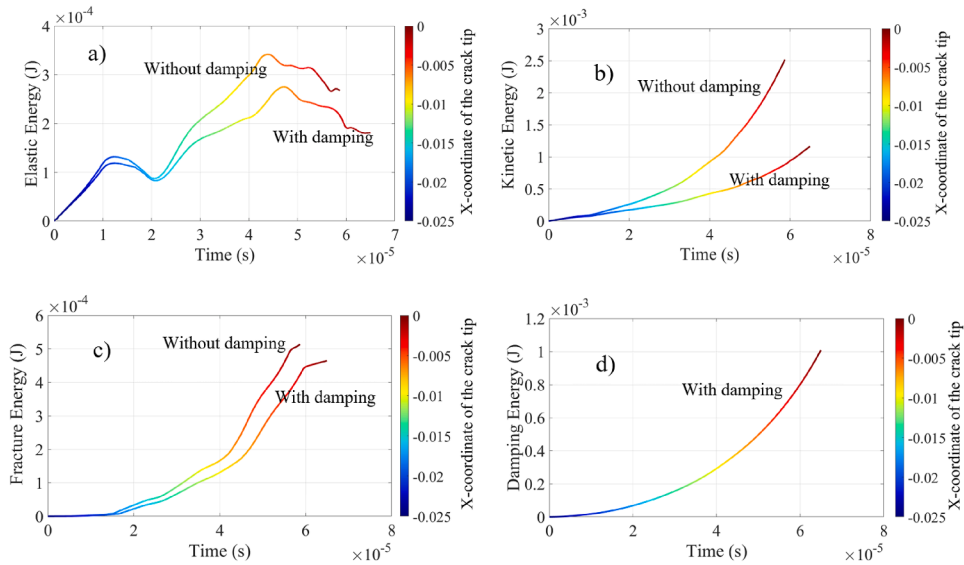 ×10⁻⁴
4
3
2
1
0
0 1 2 3 4 5 6 7
Time (s)
×10⁻⁵
Elastic Energy (J)
a)
Without damping
With damping
0
-0.005
-0.01
-0.015
-0.02
-0.025
X-coordinate of the crack tip
×10⁻³
3
2.5
2
1.5
1
0.5
0
0 2 4 6 8
Time (s)
×10⁻⁵
Kinetic Energy (J)
b)
Without damping
With damping
0
-0.005
-0.01
-0.015
-0.02
-0.025
X-coordinate of the crack tip
×10⁻⁴
6
5
4
3
2
1
0
0 2 4 6 8
Time (s)
×10⁻⁵
Fracture Energy (J)
c)
Without damping
With damping
0
-0.005
-0.01
-0.015
-0.02
-0.025
X-coordinate of the crack tip
×10⁻³
1.2
1
0.8
0.6
0.4
0.2
0
0 2 4 6 8
Time (s)
×10⁻⁵
Damping Energy (J)
d)
With damping
0
-0.005
-0.01
-0.015
-0.02
-0.025
X-coordinate of the crack tip